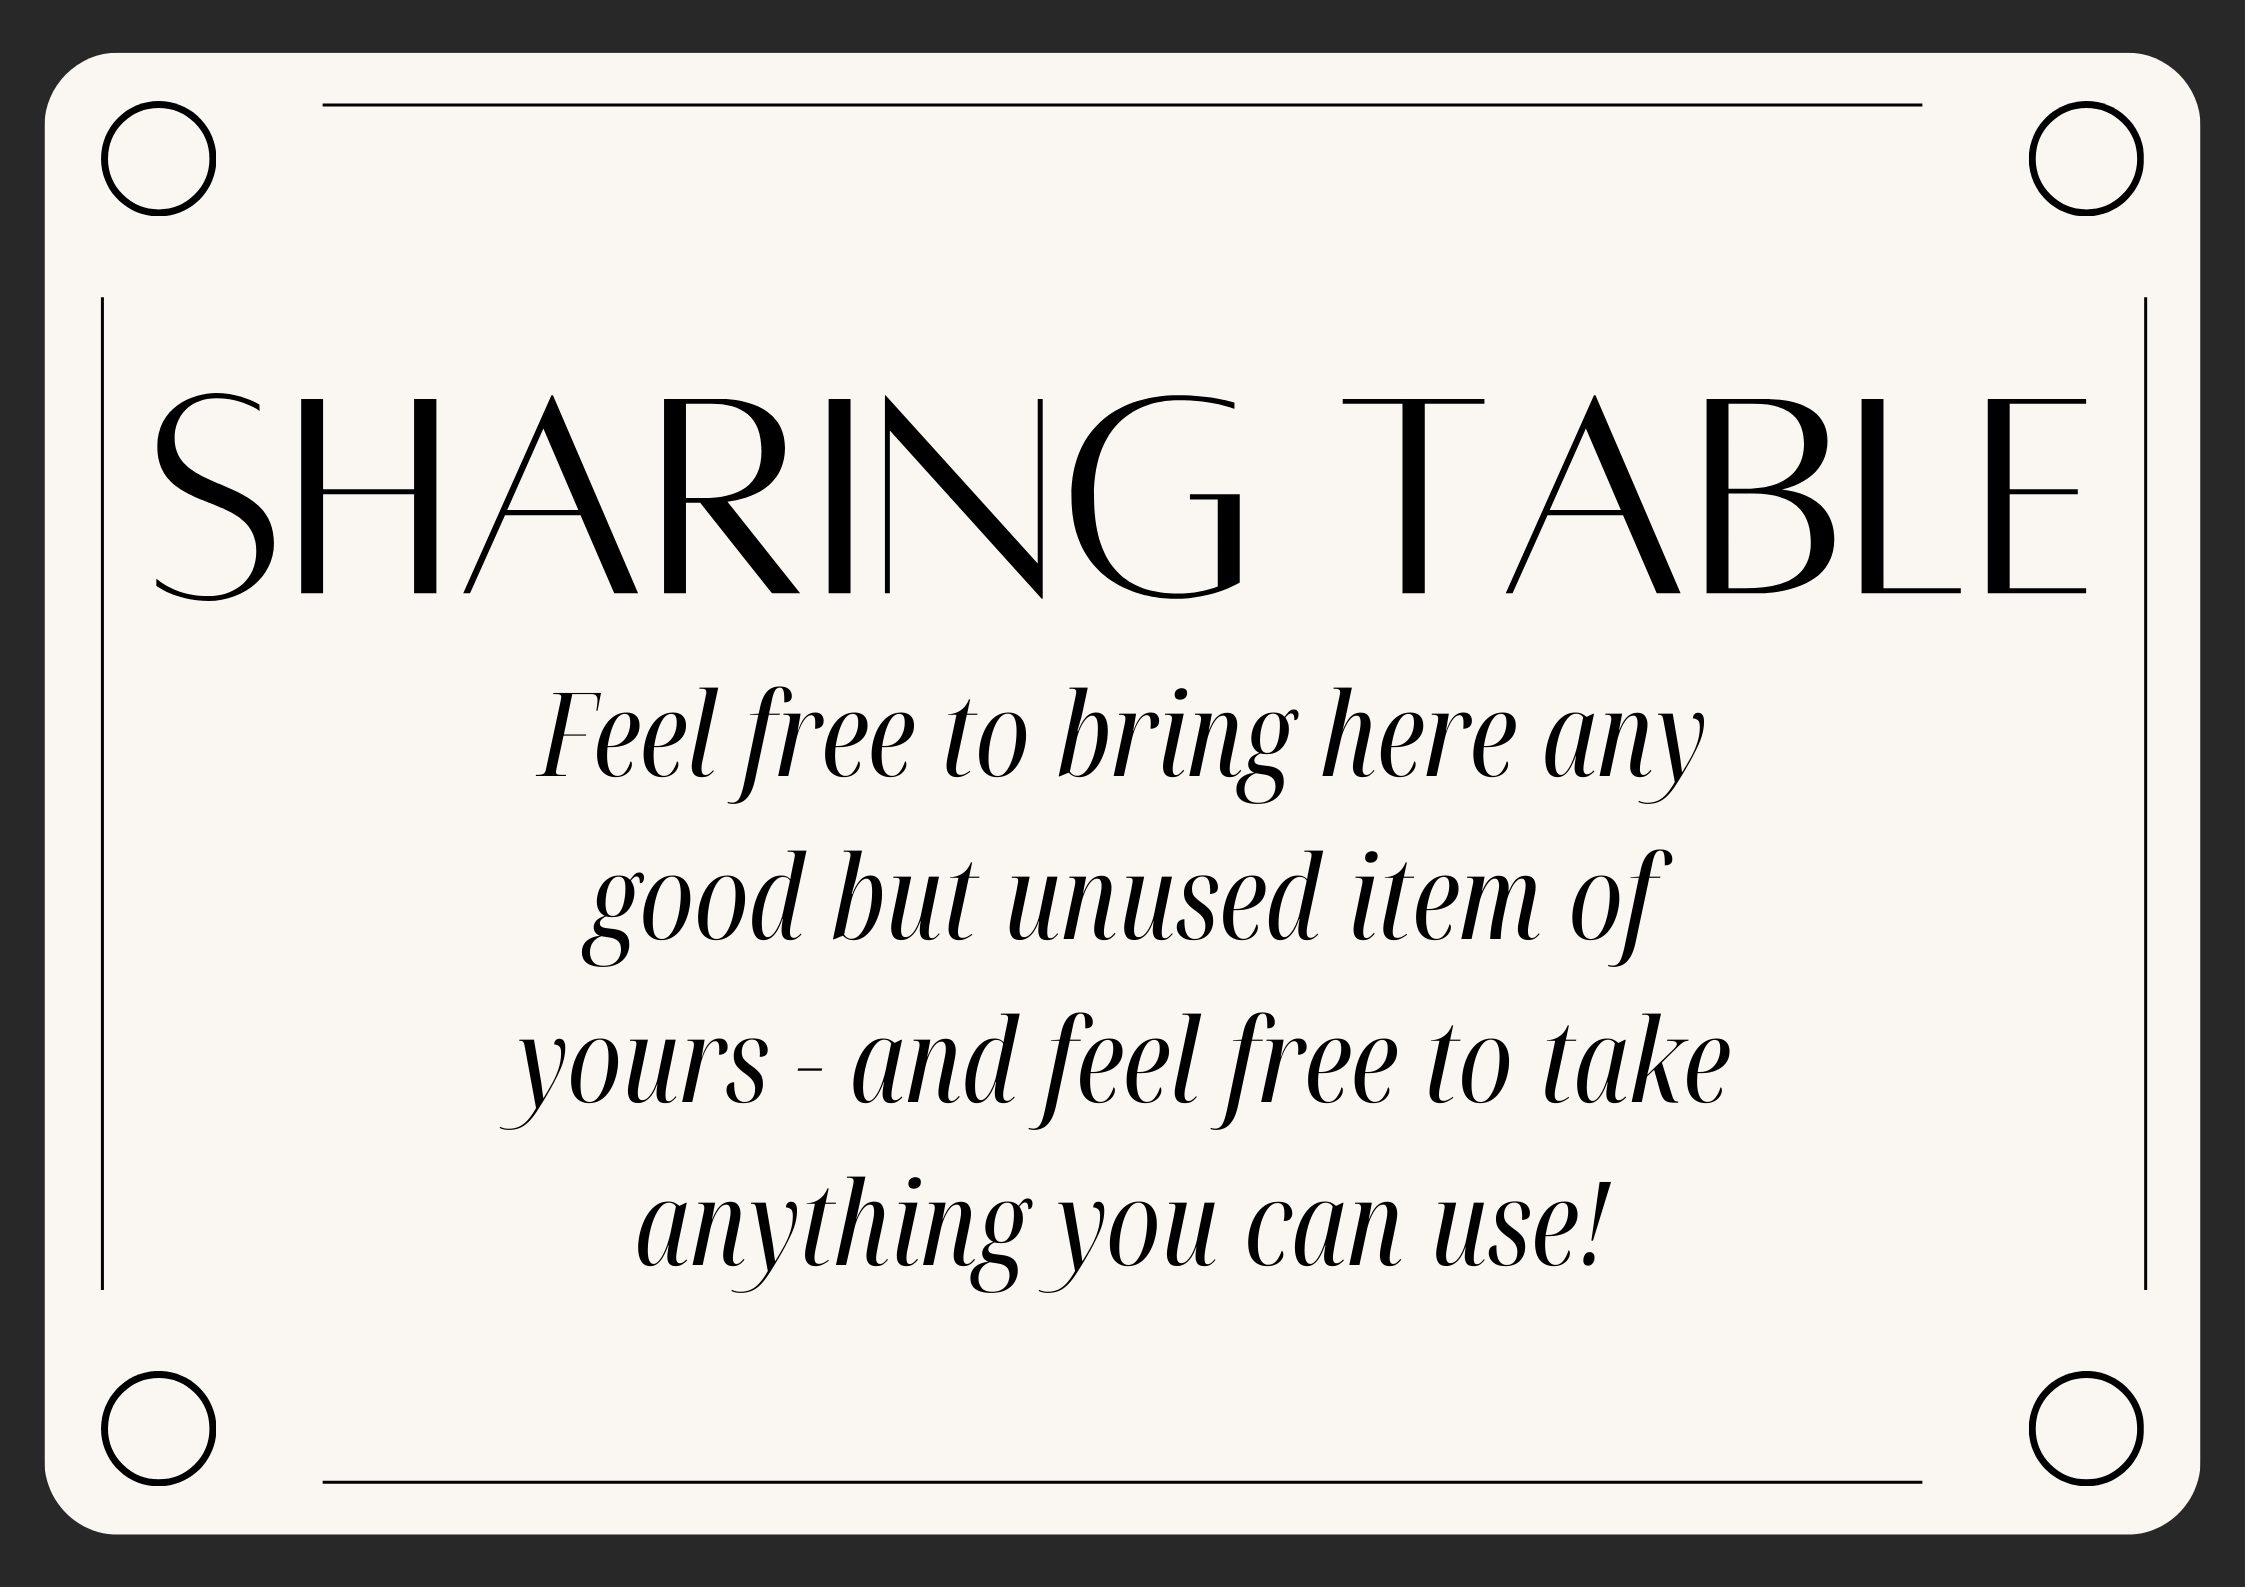 SHARING TABLE
Feel free to bring here any
good but unused item of
yours - and feel free to take
anything you can use!